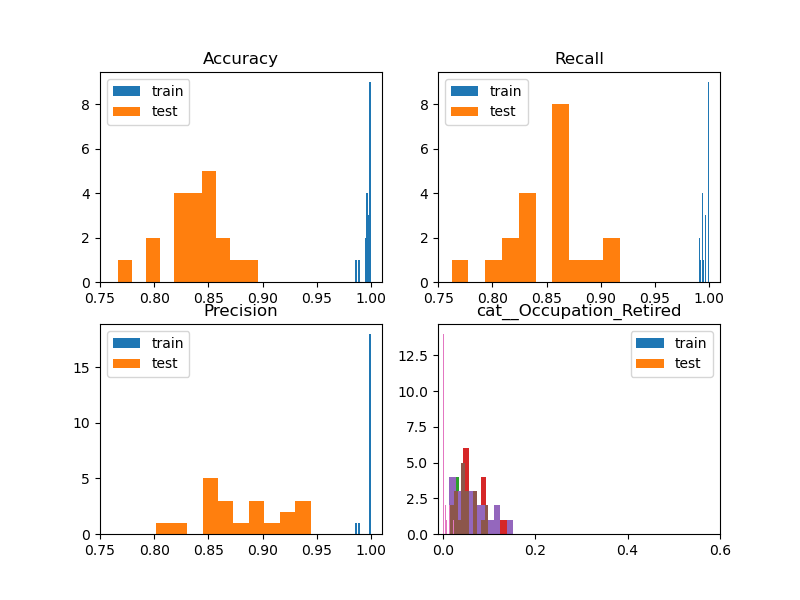 Accuracy
train
test
8
6
4
2
0
0.75 0.80 0.85 0.90 0.95 1.00
Recall
train
test
8
6
4
2
0
0.75 0.80 0.85 0.90 0.95 1.00
Precision
train
test
15
10
5
0
0.75 0.80 0.85 0.90 0.95 1.00
cat__Occupation_Retired
train
test
12.5
10.0
7.5
5.0
2.5
0.0
0.0 0.2 0.4 0.6